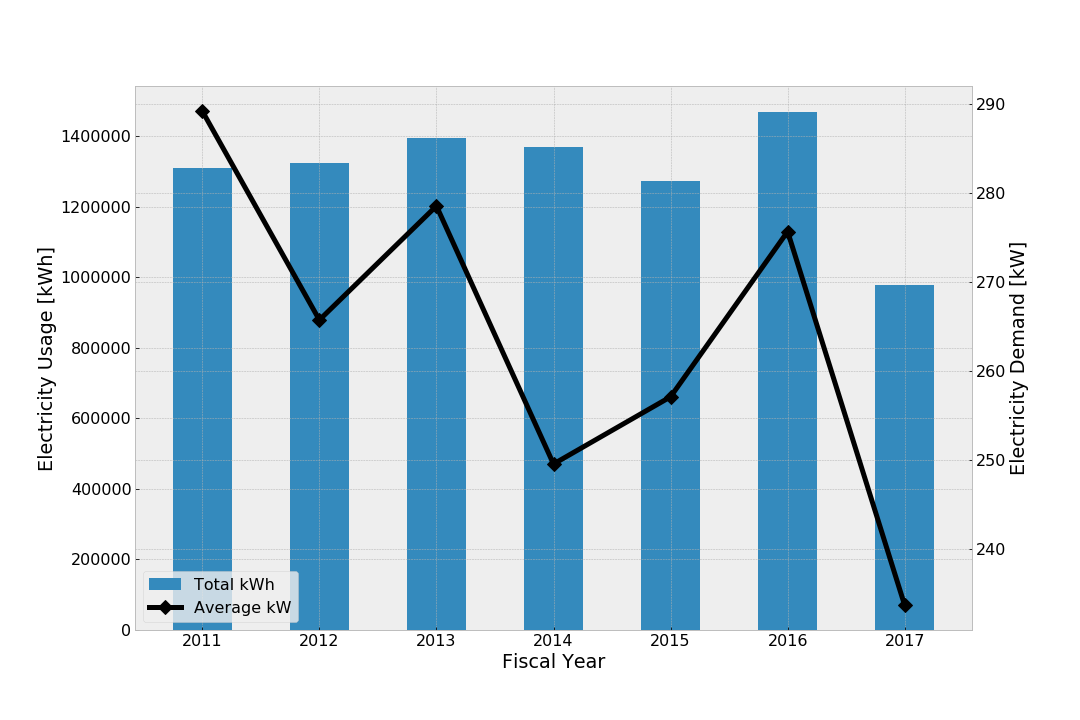 Electricity Usage [kWh]
1400000
1200000
1000000
800000
600000
400000
200000
0
290
280
270
260
250
240
Electricity Demand [kW]
Total kWh
Average kW
2011 2012 2013 2014 2015 2016 2017
Fiscal Year